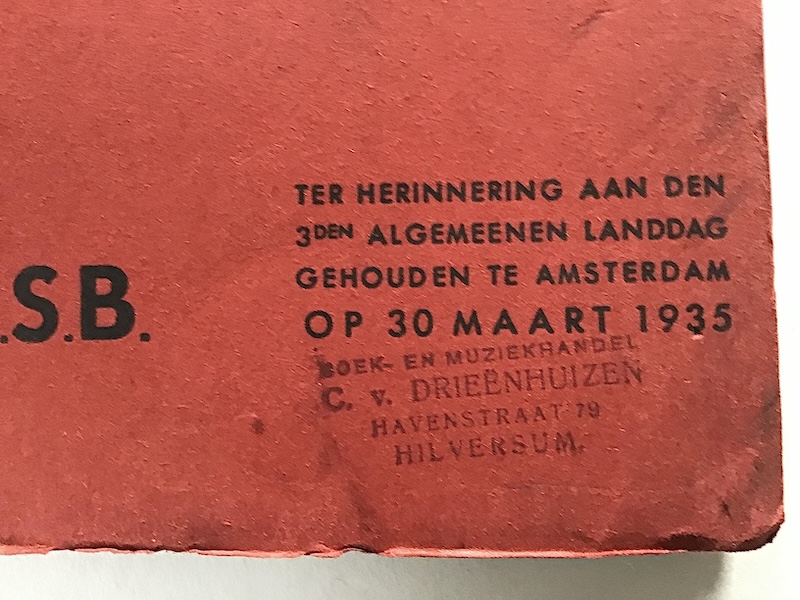 TER HERINNERING AAN DEN
3DEN ALGEMEENEN LANDDAG
GEHOUDEN TE AMSTERDAM
.S.B. OP 30 MAART 1935
BOEK- EN MUZIEKHANDEL
C. v. DRIEËNHUIZEN
HAVENSTRAAT 79
HILVERSUM.